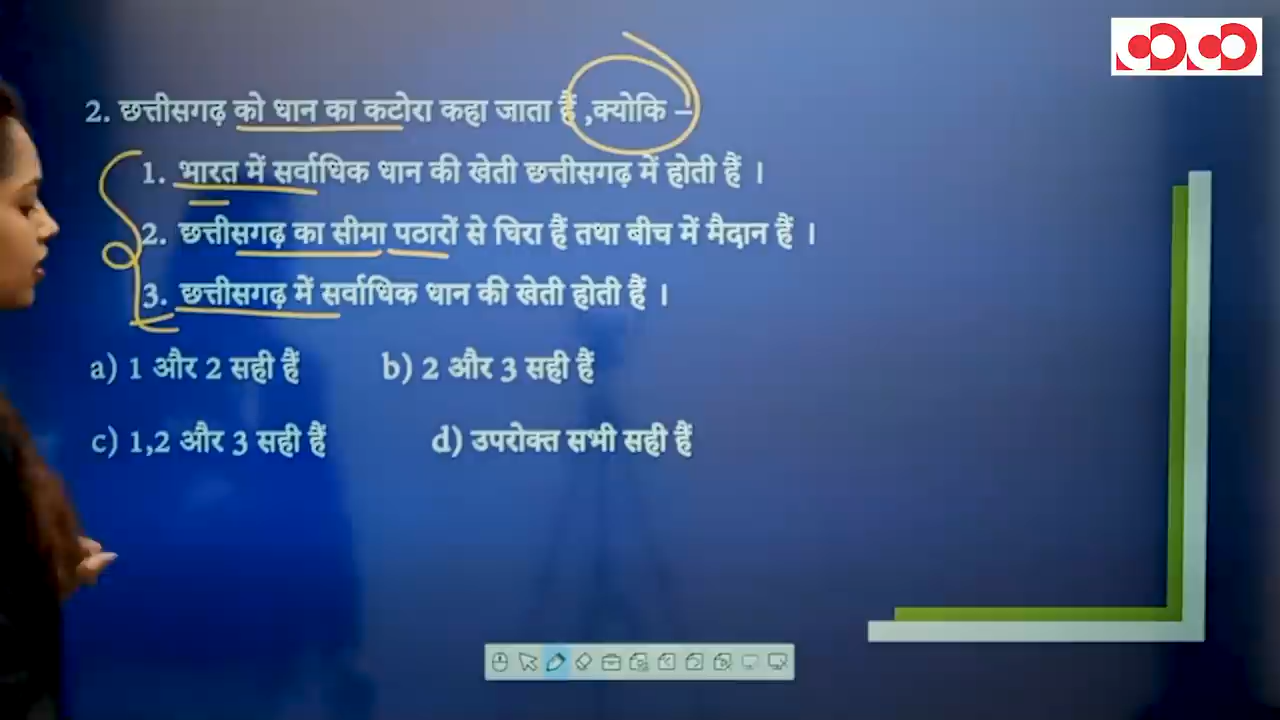 2. छत्तीसगढ़ को धान का कटोरा कहा जाता हैं ,क्योकि –
1. भारत में सर्वाधिक धान की खेती छत्तीसगढ़ में होती हैं ।
2. छत्तीसगढ़ का सीमा पठारों से घिरा हैं तथा बीच में मैदान हैं ।
3. छत्तीसगढ़ में सर्वाधिक धान की खेती होती हैं ।
a) 1 और 2 सही हैं b) 2 और 3 सही हैं
c) 1,2 और 3 सही हैं d) उपरोक्त सभी सही हैं